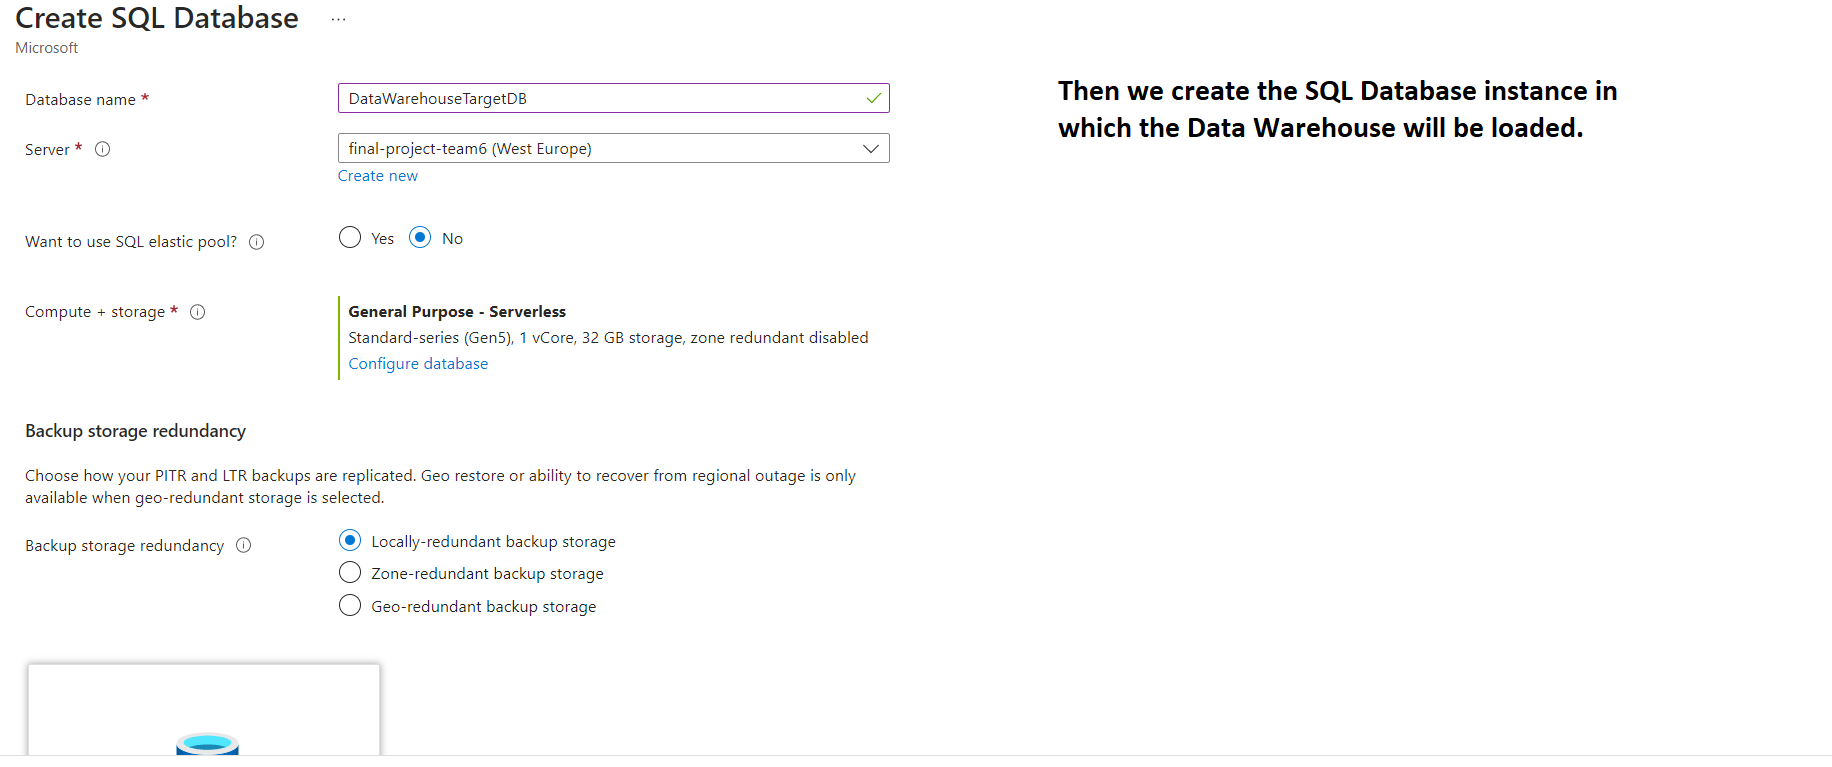 Create SQL Database ...
Microsoft
Database name *
DataWarehouseTargetDB
Then we create the SQL Database instance in
which the Data Warehouse will be loaded.
Server *
final-project-team6 (West Europe)
Create new
Want to use SQL elastic pool?
Yes No
Compute + storage *
General Purpose - Serverless
Standard-series (Gen5), 1 vCore, 32 GB storage, zone redundant disabled
Configure database
Backup storage redundancy
Choose how your PITR and LTR backups are replicated. Geo restore or ability to recover from regional outage is only
available when geo-redundant storage is selected.
Backup storage redundancy
Locally-redundant backup storage
Zone-redundant backup storage
Geo-redundant backup storage